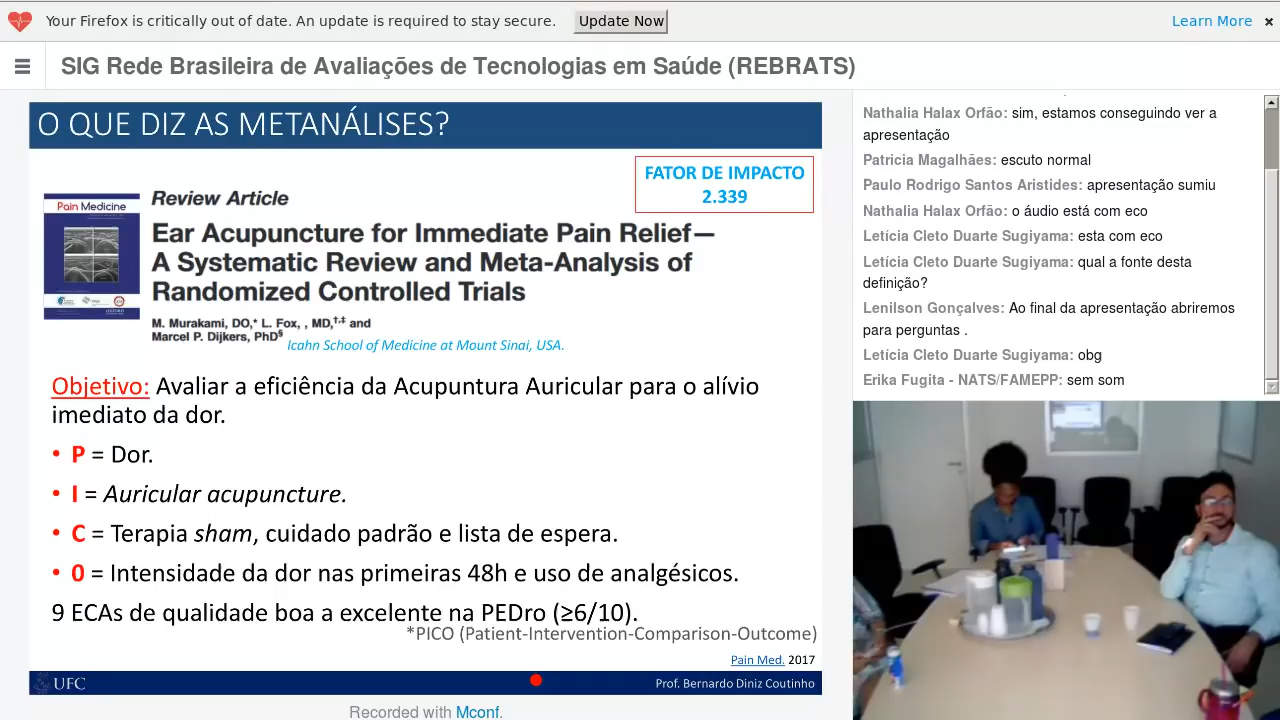 Your Firefox is critically out of date. An update is required to stay secure.
Update Now
Learn More
×
SIG Rede Brasileira de Avaliações de Tecnologias em Saúde (REBRATS)
O QUE DIZ AS METANÁLISES?
FATOR DE IMPACTO
2.339
Pain Medicine
Review Article
Ear Acupuncture for Immediate Pain Relief—
A Systematic Review and Meta-Analysis of
Randomized Controlled Trials
M. Murakami, DO,* L. Fox, , MD,†,‡ and
Marcel P. Dijkers, PhD§
Icahn School of Medicine at Mount Sinai, USA.
Objetivo: Avaliar a eficiência da Acupuntura Auricular para o alívio
imediato da dor.
• P = Dor.
• I = Auricular acupuncture.
• C = Terapia sham, cuidado padrão e lista de espera.
• 0 = Intensidade da dor nas primeiras 48h e uso de analgésicos.
9 ECAs de qualidade boa a excelente na PEDro (≥6/10).
*PICO (Patient-Intervention-Comparison-Outcome)
Pain Med. 2017
UFC
Prof. Bernardo Diniz Coutinho
Recorded with Mconf.
Nathalia Halax Orfão: sim, estamos conseguindo ver a
apresentação
Patricia Magalhães: escuto normal
Paulo Rodrigo Santos Aristides: apresentação sumiu
Nathalia Halax Orfão: o áudio está com eco
Letícia Cleto Duarte Sugiyama: esta com eco
Letícia Cleto Duarte Sugiyama: qual a fonte desta
definição?
Lenilson Gonçalves: Ao final da apresentação abriremos
para perguntas .
Letícia Cleto Duarte Sugiyama: obg
Erika Fugita - NATS/FAMEPP: sem som